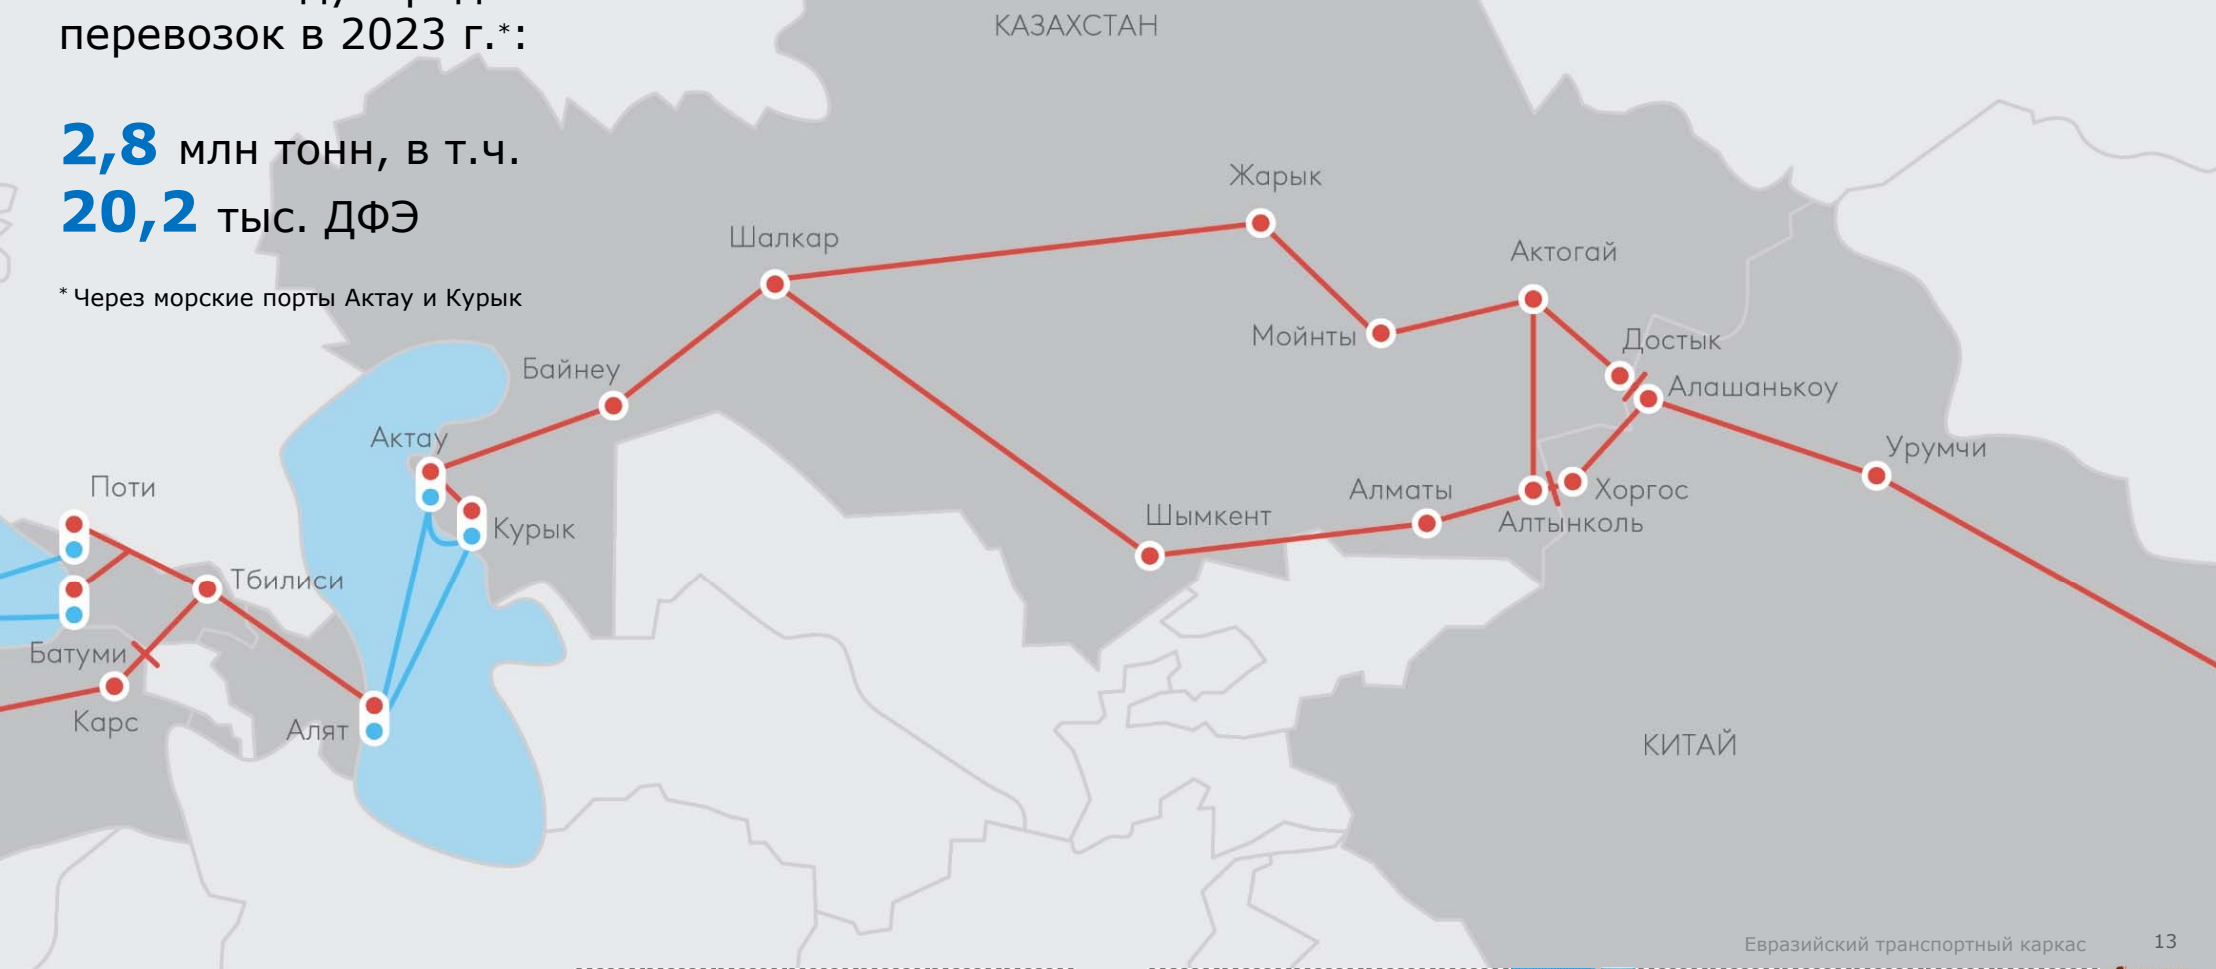 перевозок в 2023 г.*:
2,8 млн тонн, в т.ч.
20,2 тыс. ДФЭ
* Через морские порты Актау и Курык
КАЗАХСТАН
Жарык
Шалкар
Актогай
Мойнты
Достык
Байнеу
Алашанькоу
Актау
Урумчи
Поти
Алматы
Хоргос
Шымкент
Алтынколь
Курык
Тбилиси
Батуми
Карс
Алят
КИТАЙ
Евразийский транспортный каркас 13